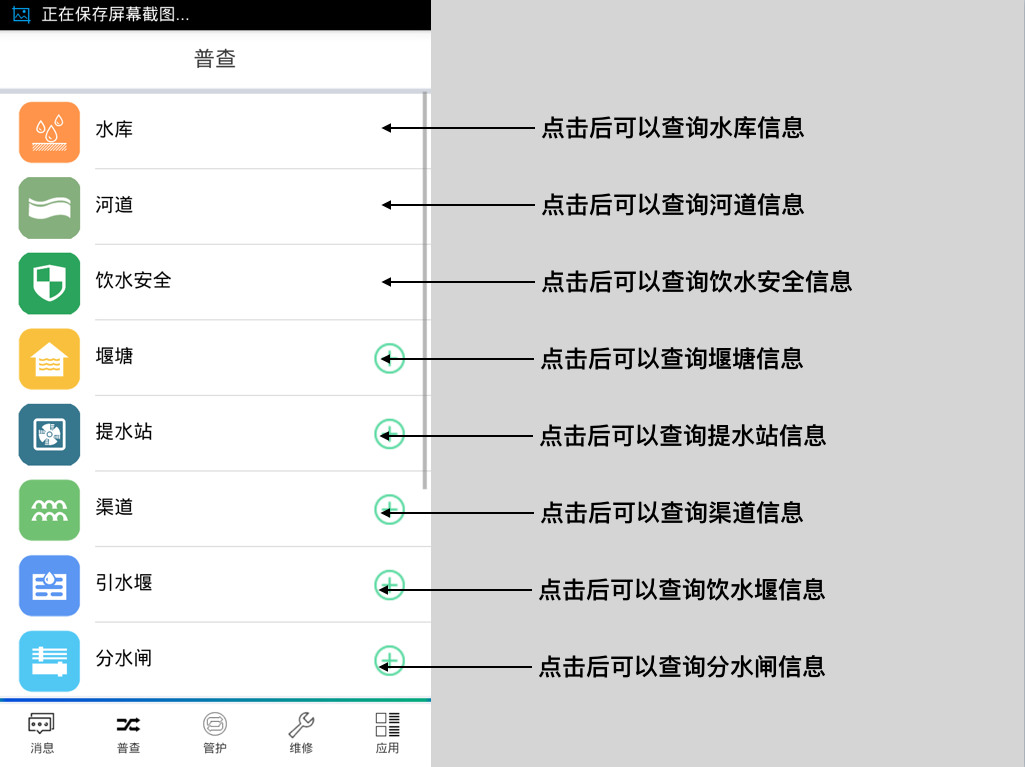 正在保存屏幕截图...
普查
水库
点击后可以查询水库信息
河道
点击后可以查询河道信息
饮水安全
点击后可以查询饮水安全信息
堰塘
点击后可以查询堰塘信息
提水站
点击后可以查询提水站信息
渠道
点击后可以查询渠道信息
引水堰
点击后可以查询饮水堰信息
分水闸
点击后可以查询分水闸信息
消息 普查 管护 维修 应用